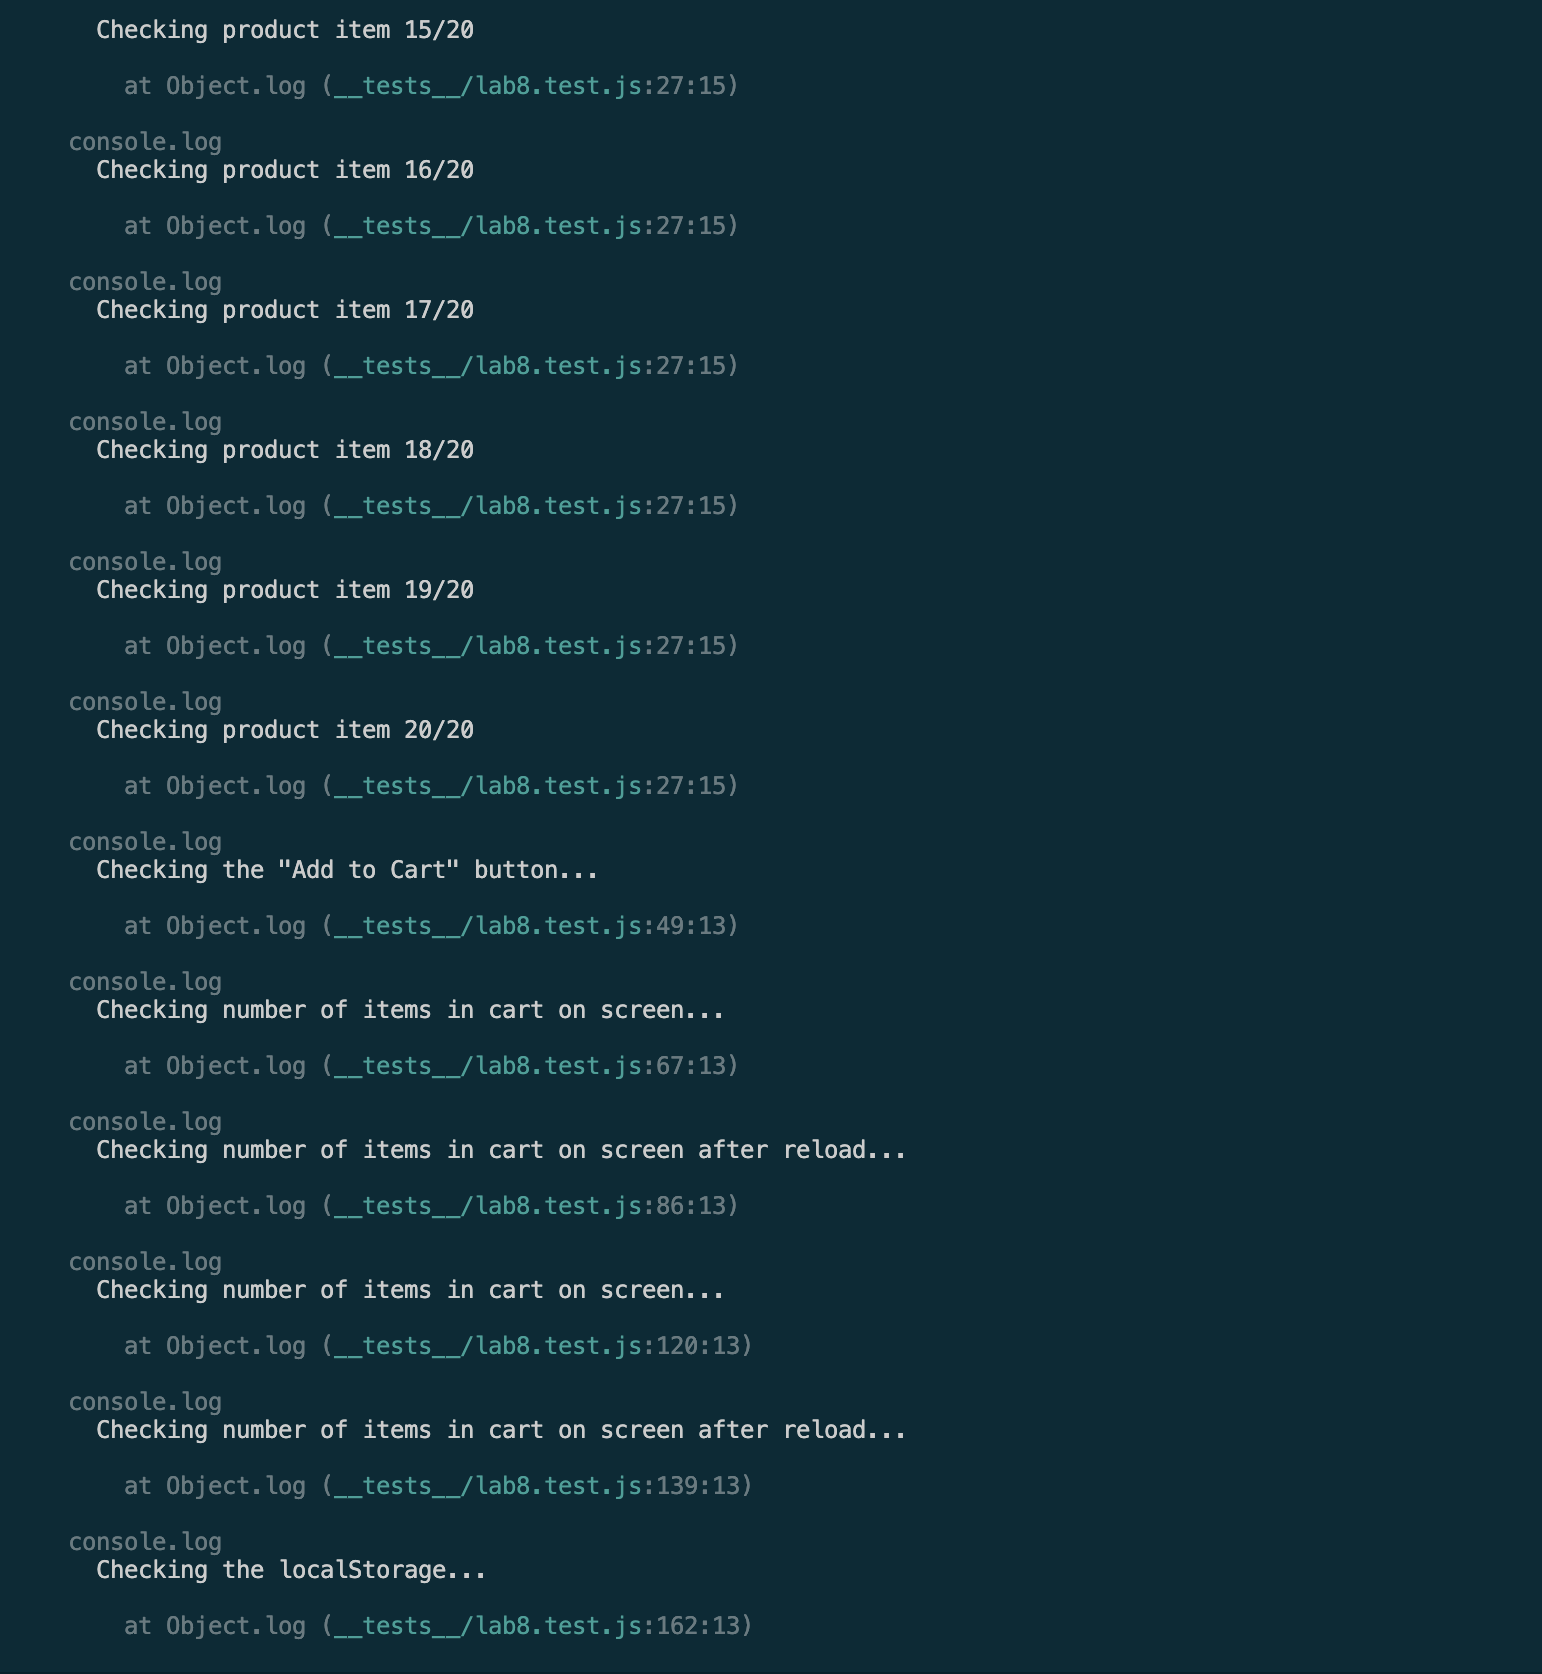 Checking product item 15/20
at Object.log (__tests__/lab8.test.js:27:15)
console.log
Checking product item 16/20
at Object.log (__tests__/lab8.test.js:27:15)
console.log
Checking product item 17/20
at Object.log (__tests__/lab8.test.js:27:15)
console.log
Checking product item 18/20
at Object.log (__tests__/lab8.test.js:27:15)
console.log
Checking product item 19/20
at Object.log (__tests__/lab8.test.js:27:15)
console.log
Checking product item 20/20
at Object.log (__tests__/lab8.test.js:27:15)
console.log
Checking the "Add to Cart" button...
at Object.log (__tests__/lab8.test.js:49:13)
console.log
Checking number of items in cart on screen...
at Object.log (__tests__/lab8.test.js:67:13)
console.log
Checking number of items in cart on screen after reload...
at Object.log (__tests__/lab8.test.js:86:13)
console.log
Checking number of items in cart on screen...
at Object.log (__tests__/lab8.test.js:120:13)
console.log
Checking number of items in cart on screen after reload...
at Object.log (__tests__/lab8.test.js:139:13)
console.log
Checking the localStorage...
at Object.log (__tests__/lab8.test.js:162:13)